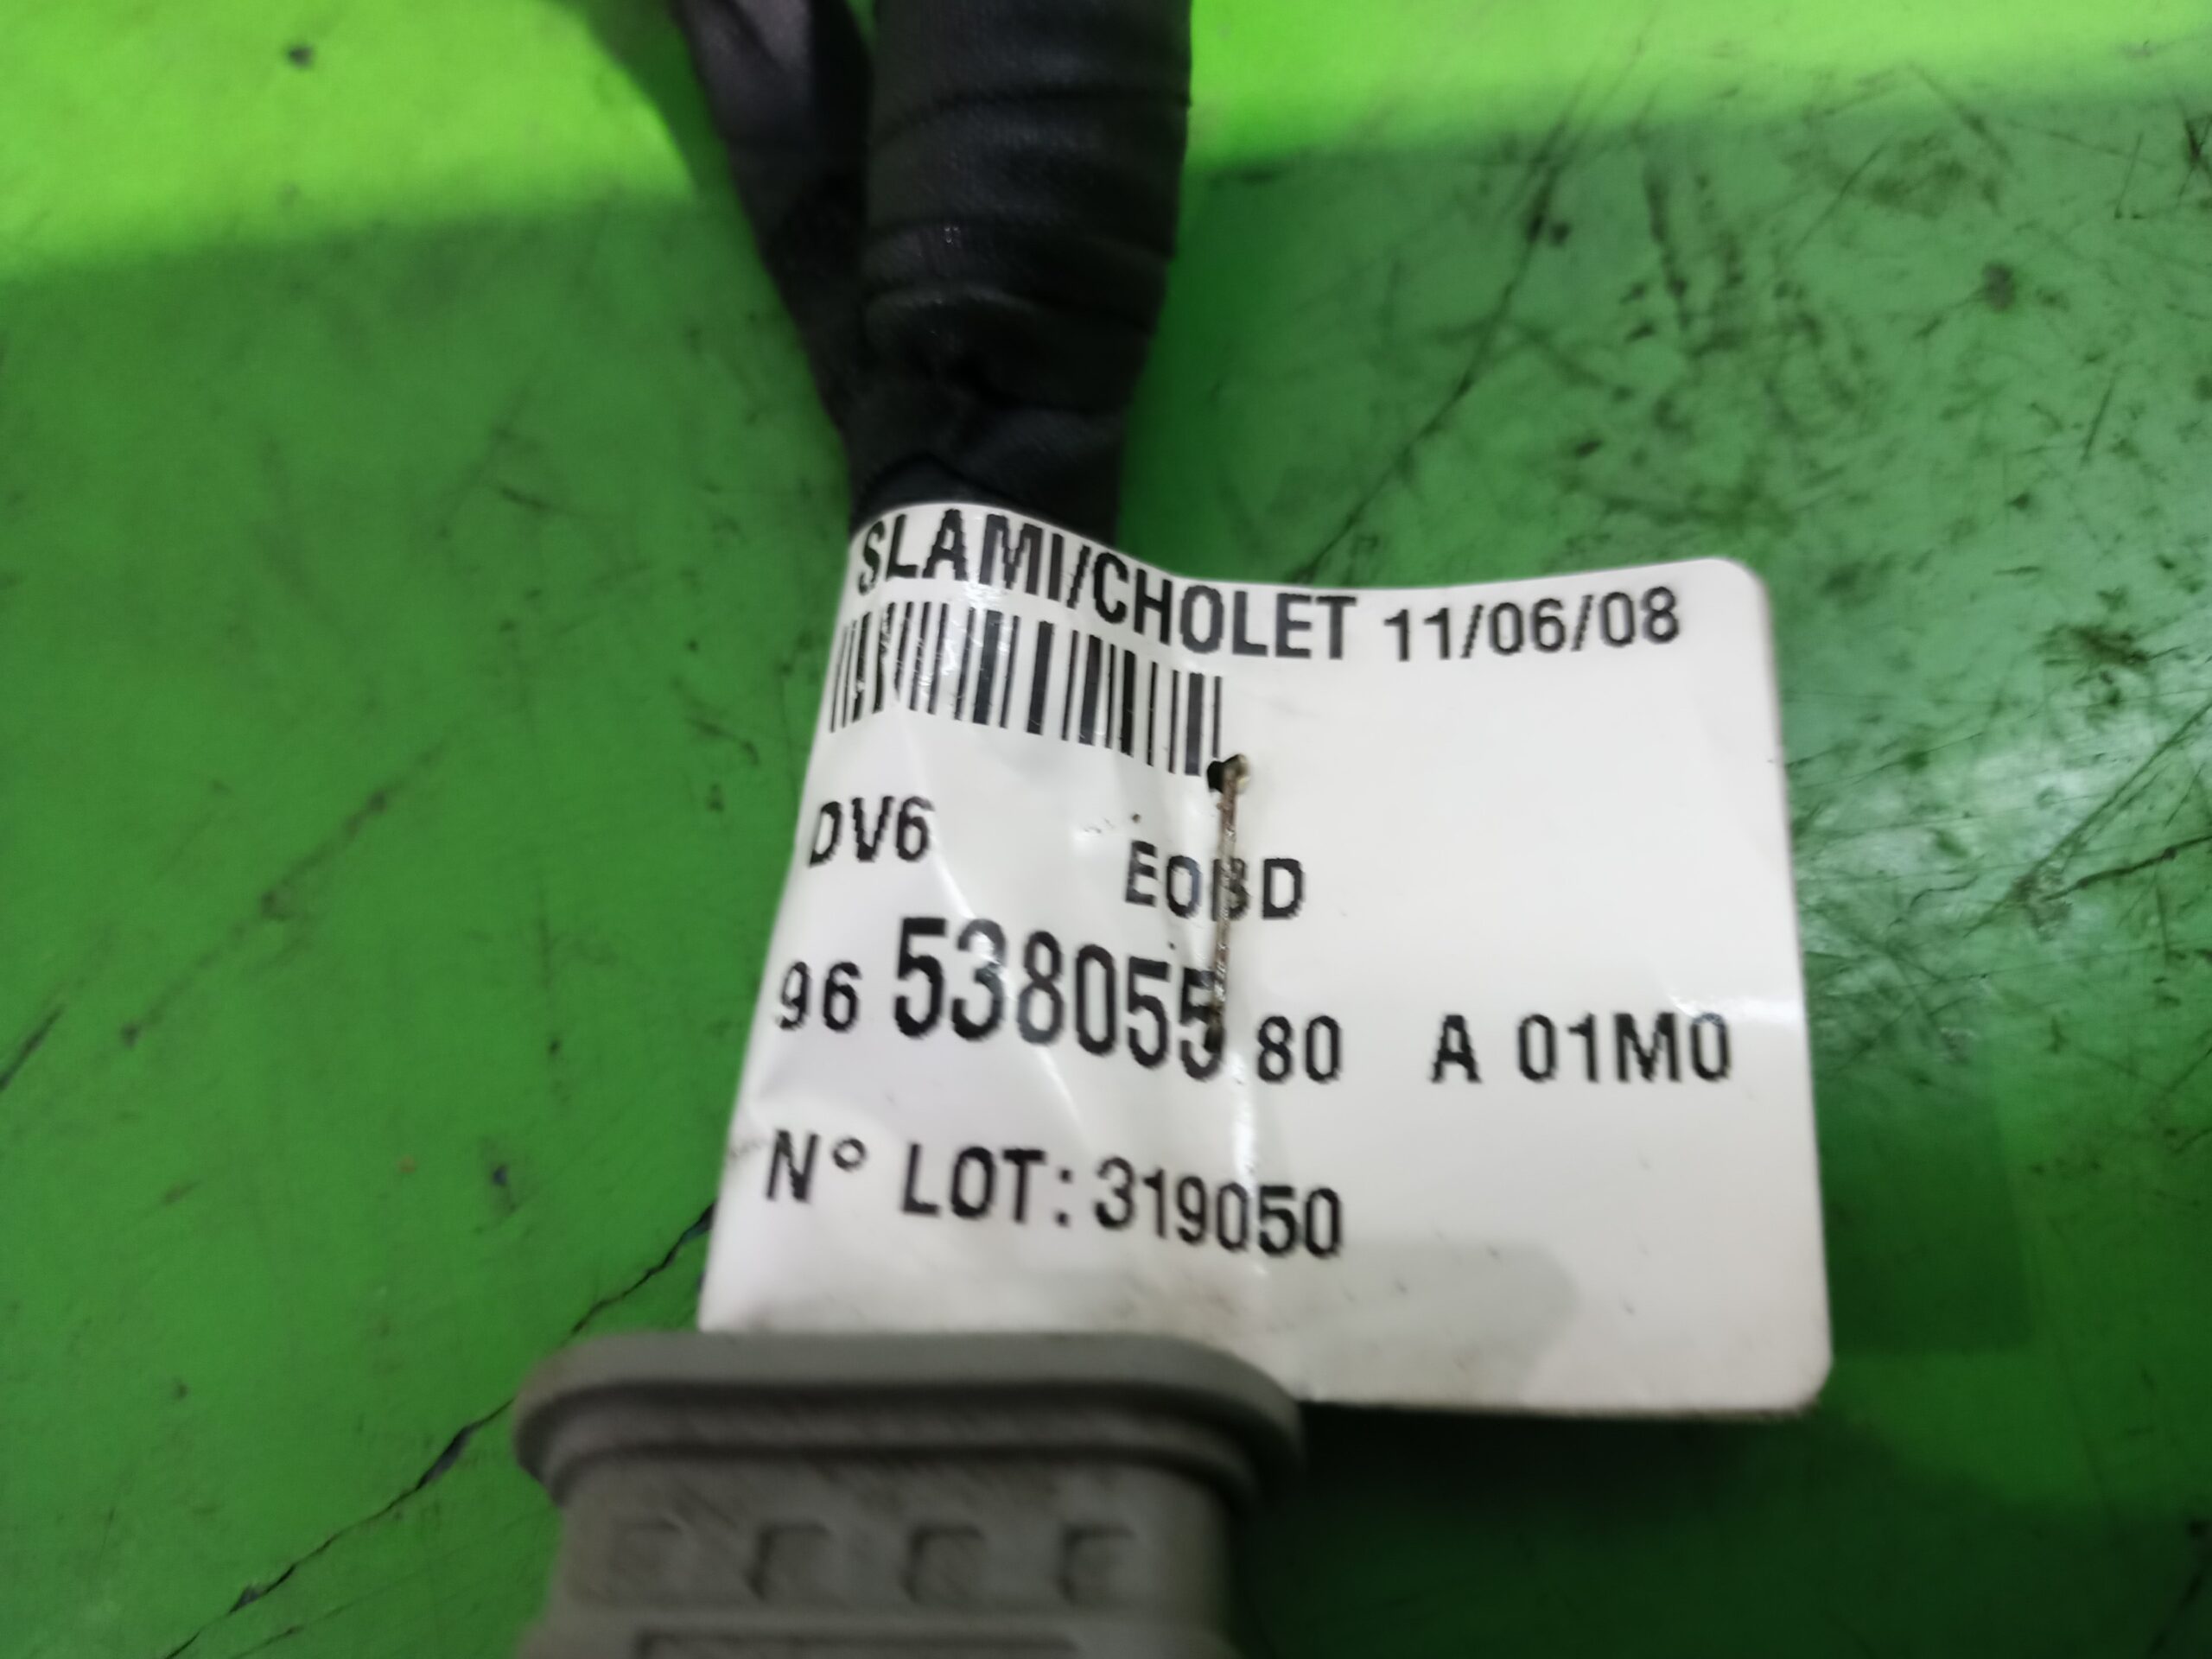 SLAMI/CHOLET 11/06/08
DV6 EOBD
96 538055 80 A 01M0
N° LOT: 319050